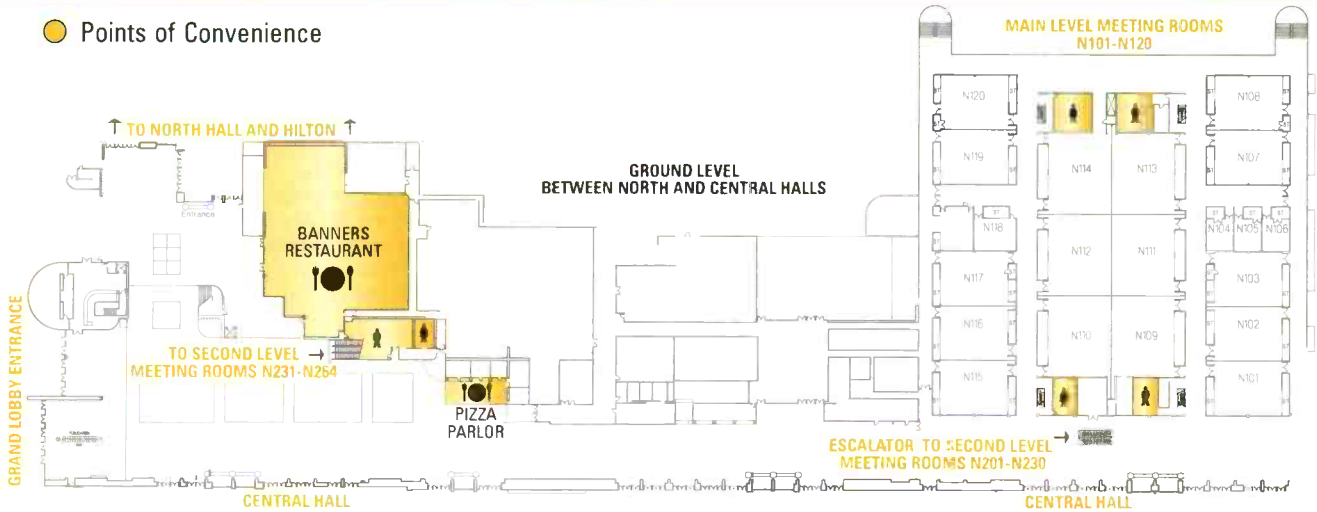 Points of Convenience
MAIN LEVEL MEETING ROOMS
N101-N120
↑ TO NORTH HALL AND HILTON ↑
Entrance
BANNERS
RESTAURANT
GROUND LEVEL
BETWEEN NORTH AND CENTRAL HALLS
GRAND LOBBY ENTRANCE
TO SECOND LEVEL →
MEETING ROOMS N231-N264
PIZZA
PARLOR
N120
N119
N118
N117
N116
N115
N114
N113
N112
N111
N110
N109
N108
N107
N104 N105 N106
N103
N102
N101
ESCALATOR TO SECOND LEVEL →
MEETING ROOMS N201-N230
CENTRAL HALL
CENTRAL HALL